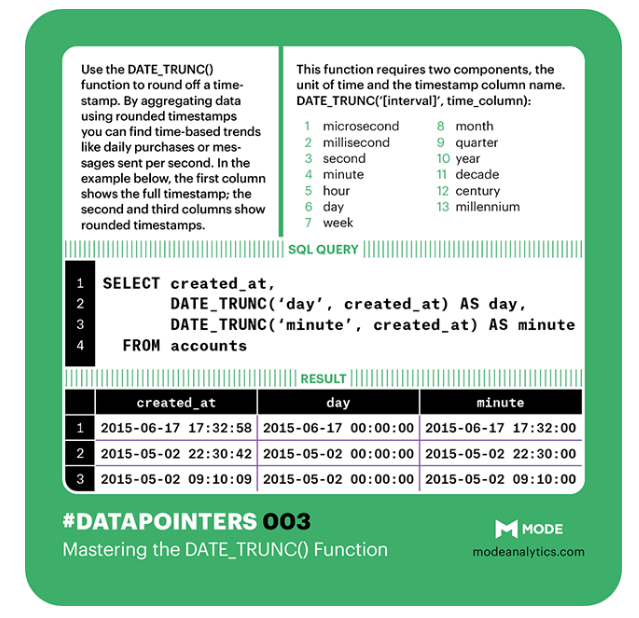 Use the DATE_TRUNC()
function to round off a time-
stamp. By aggregating data
using rounded timestamps
you can find time-based trends
like daily purchases or mes-
sages sent per second. In the
example below, the first column
shows the full timestamp; the
second and third columns show
rounded timestamps.
This function requires two components, the
unit of time and the timestamp column name.
DATE_TRUNC(‘[interval]’, time_column):
1 microsecond
2 millisecond
3 second
4 minute
5 hour
6 day
7 week
8 month
9 quarter
10 year
11 decade
12 century
13 millennium
SQL QUERY
1 SELECT created_at,
2 DATE_TRUNC(‘day’, created_at) AS day,
3 DATE_TRUNC(‘minute’, created_at) AS minute
4 FROM accounts
RESULT
created_at day minute
1 2015-06-17 17:32:58 2015-06-17 00:00:00 2015-06-17 17:32:00
2 2015-05-02 22:30:42 2015-05-02 00:00:00 2015-05-02 22:30:00
3 2015-05-02 09:10:09 2015-05-02 00:00:00 2015-05-02 09:10:00
#DATAPOINTERS 003
Mastering the DATE_TRUNC() Function
MODE
modeanalytics.com